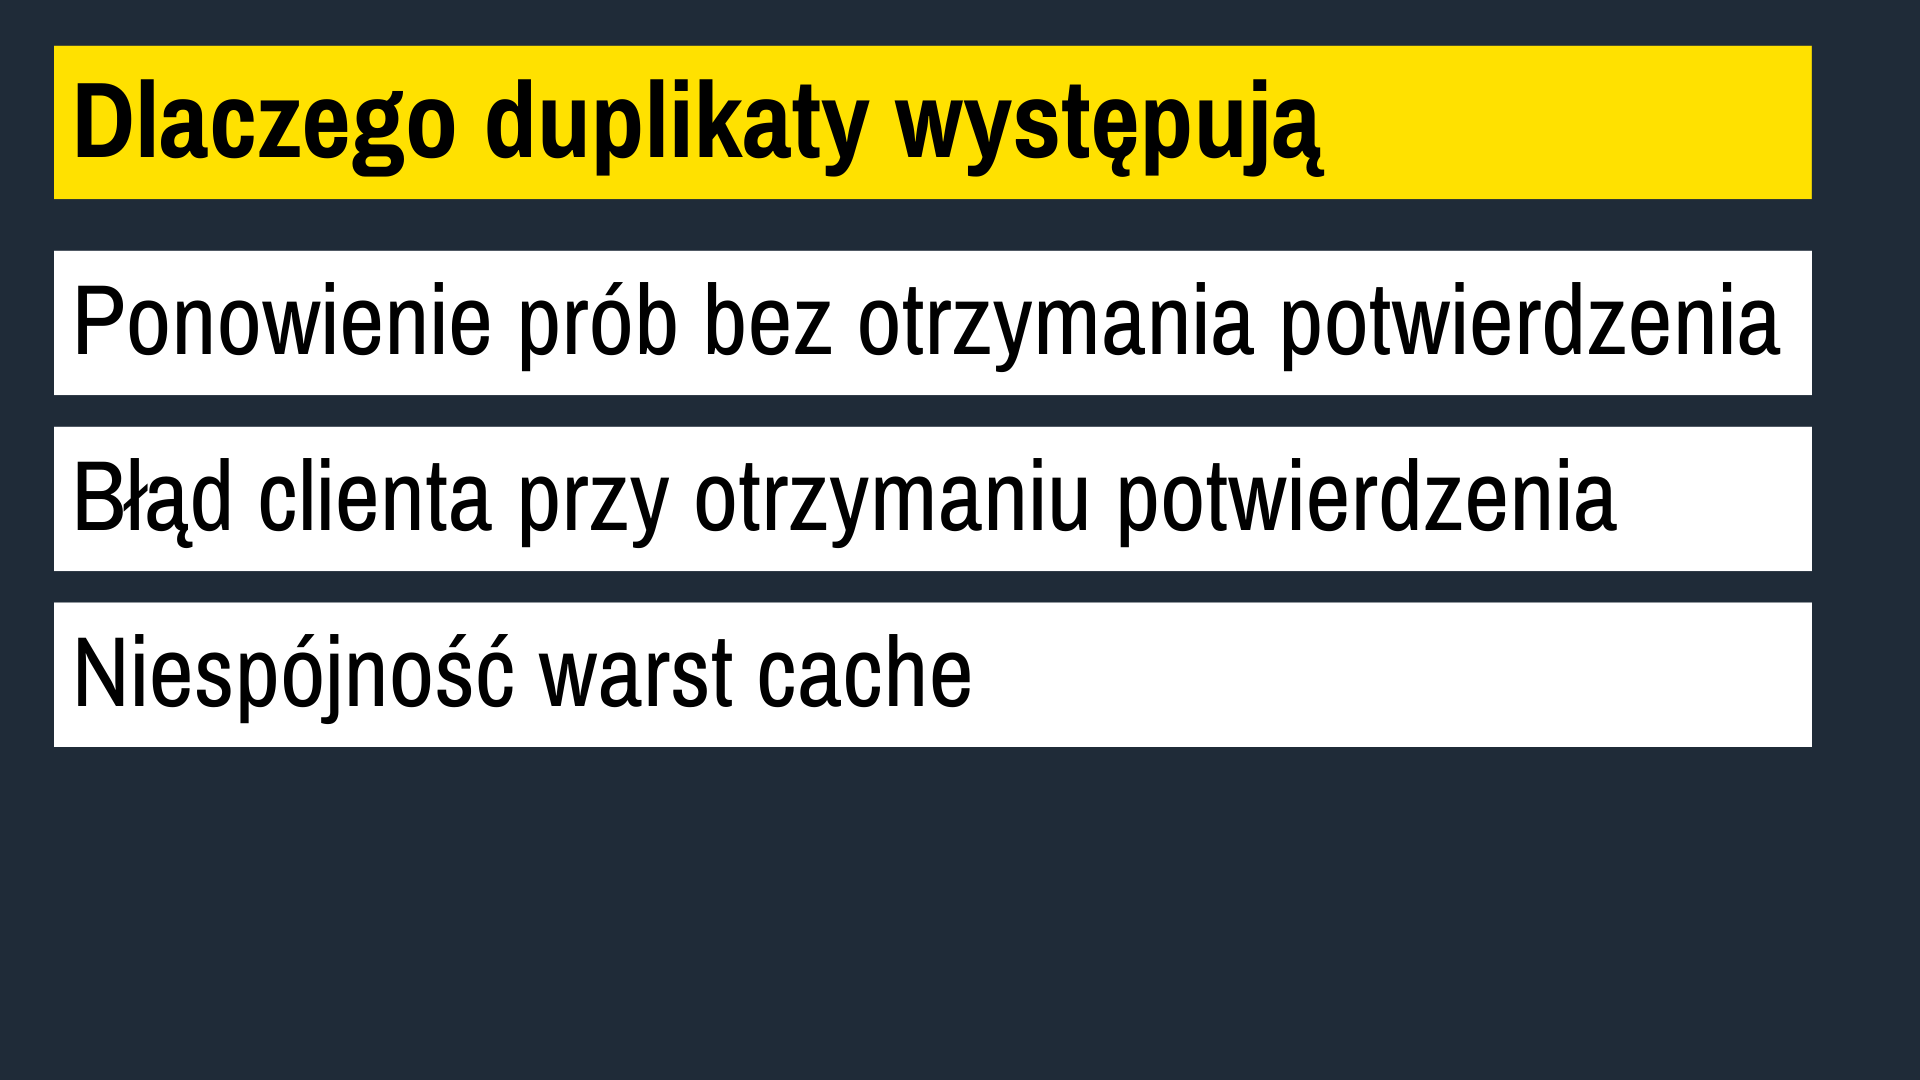 Dlaczego duplikaty występują
Ponowienie prób bez otrzymania potwierdzenia
Błąd clienta przy otrzymaniu potwierdzenia
Niespójność warst cache